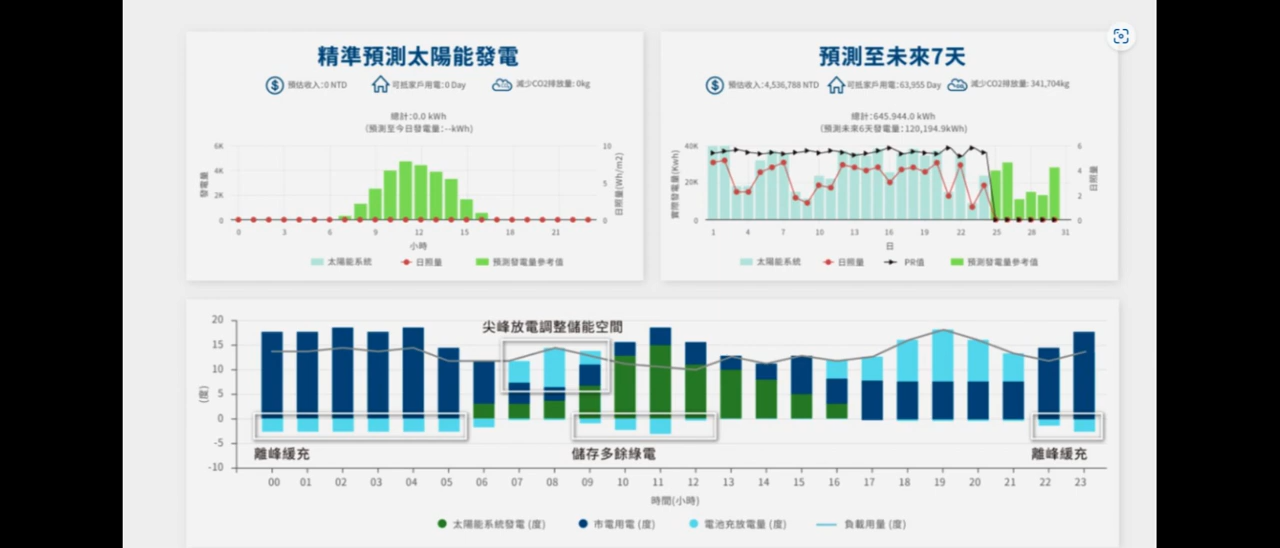 精準預測太陽能發電
預估收入:0 NTD 可抵家戶用電:0 Day 減少CO2排放量: 0kg
總計:0.0 kWh
(預測至今日發電量:--kWh)
發電量
6K
4K
2K
0
10
5
0
日照量(Wh/m2)
0 3 6 9 12 15 18 21
小時
太陽能系統 日照量 預測發電量參考值
預測至未來7天
預估收入:4,536,788 NTD 可抵家戶用電:63,955 Day 減少CO2排放量: 341,704kg
總計:645.944.0 kWh
(預測未來6天發電量:120,194.9kWh)
實際發電量(Kwh)
40K
20K
0
6
4
2
0
日照量
1 4 7 10 13 16 19 22 25 28 31
日
太陽能系統 日照量 PR值 預測發電量參考值
尖峰放電調整儲能空間
(度)
20
15
10
5
0
-5
-10
離峰緩充 儲存多餘綠電 離峰緩充
00 01 02 03 04 05 06 07 08 09 10 11 12 13 14 15 16 17 18 19 20 21 22 23
時間(小時)
太陽能系統發電 (度) 市電用電 (度) 電池充放電量 (度) 負載用量 (度)